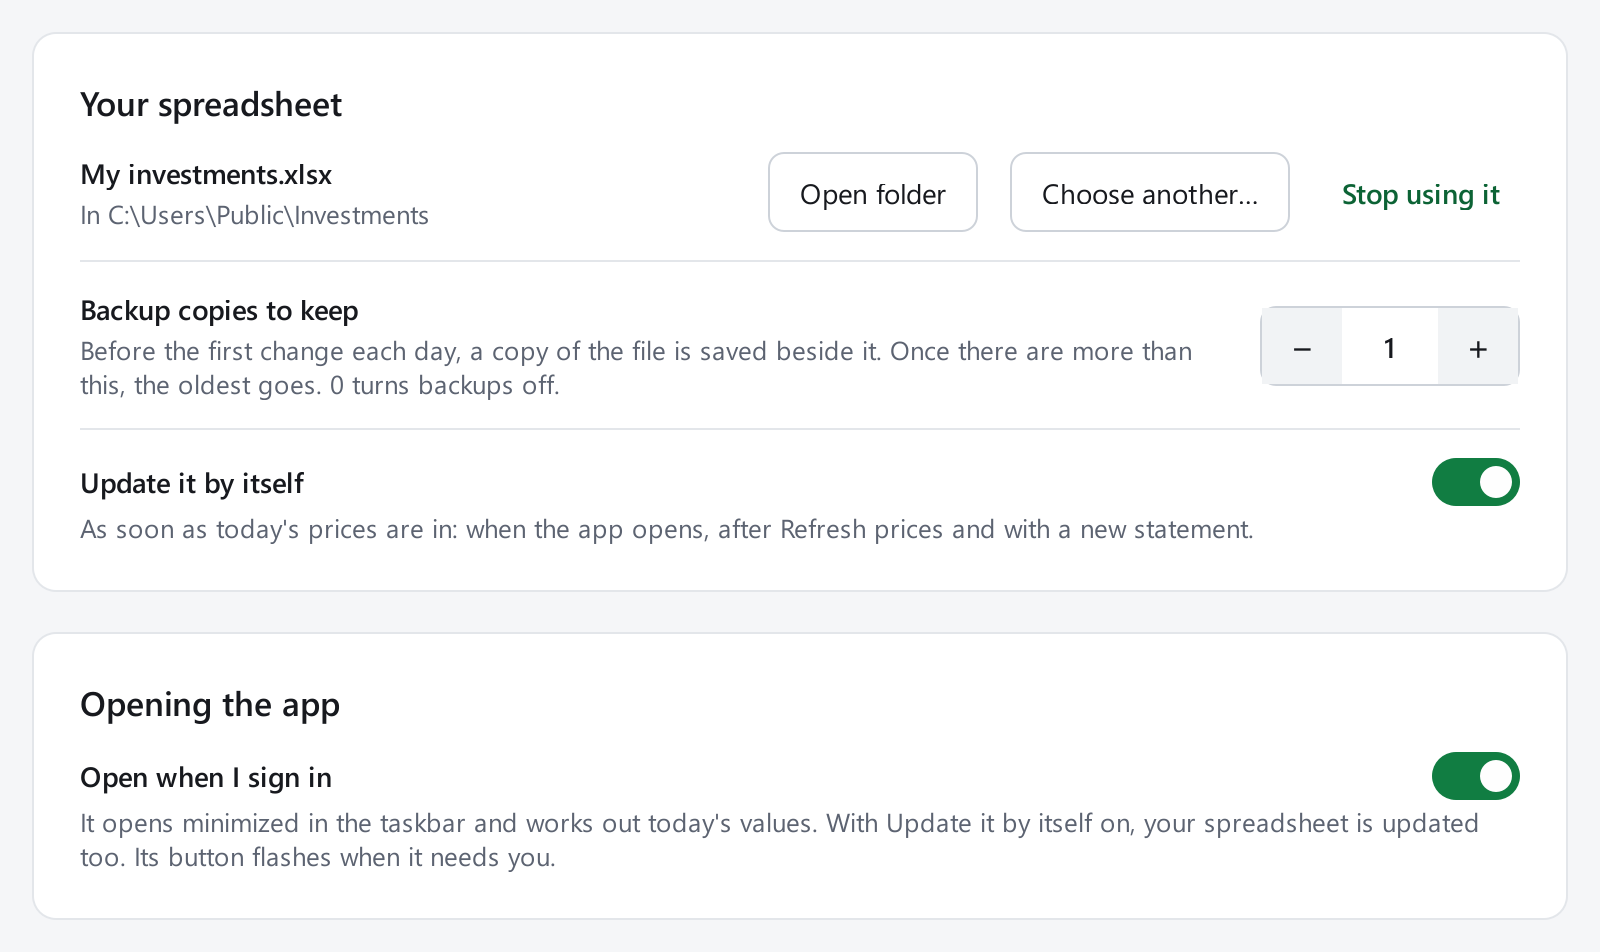 Your spreadsheet
My investments.xlsx
In C:\Users\Public\Investments
Open folder
Choose another...
Stop using it
Backup copies to keep
Before the first change each day, a copy of the file is saved beside it. Once there are more than
this, the oldest goes. 0 turns backups off.
− 1 +
Update it by itself
As soon as today's prices are in: when the app opens, after Refresh prices and with a new statement.
Opening the app
Open when I sign in
It opens minimized in the taskbar and works out today's values. With Update it by itself on, your spreadsheet is updated
too. Its button flashes when it needs you.